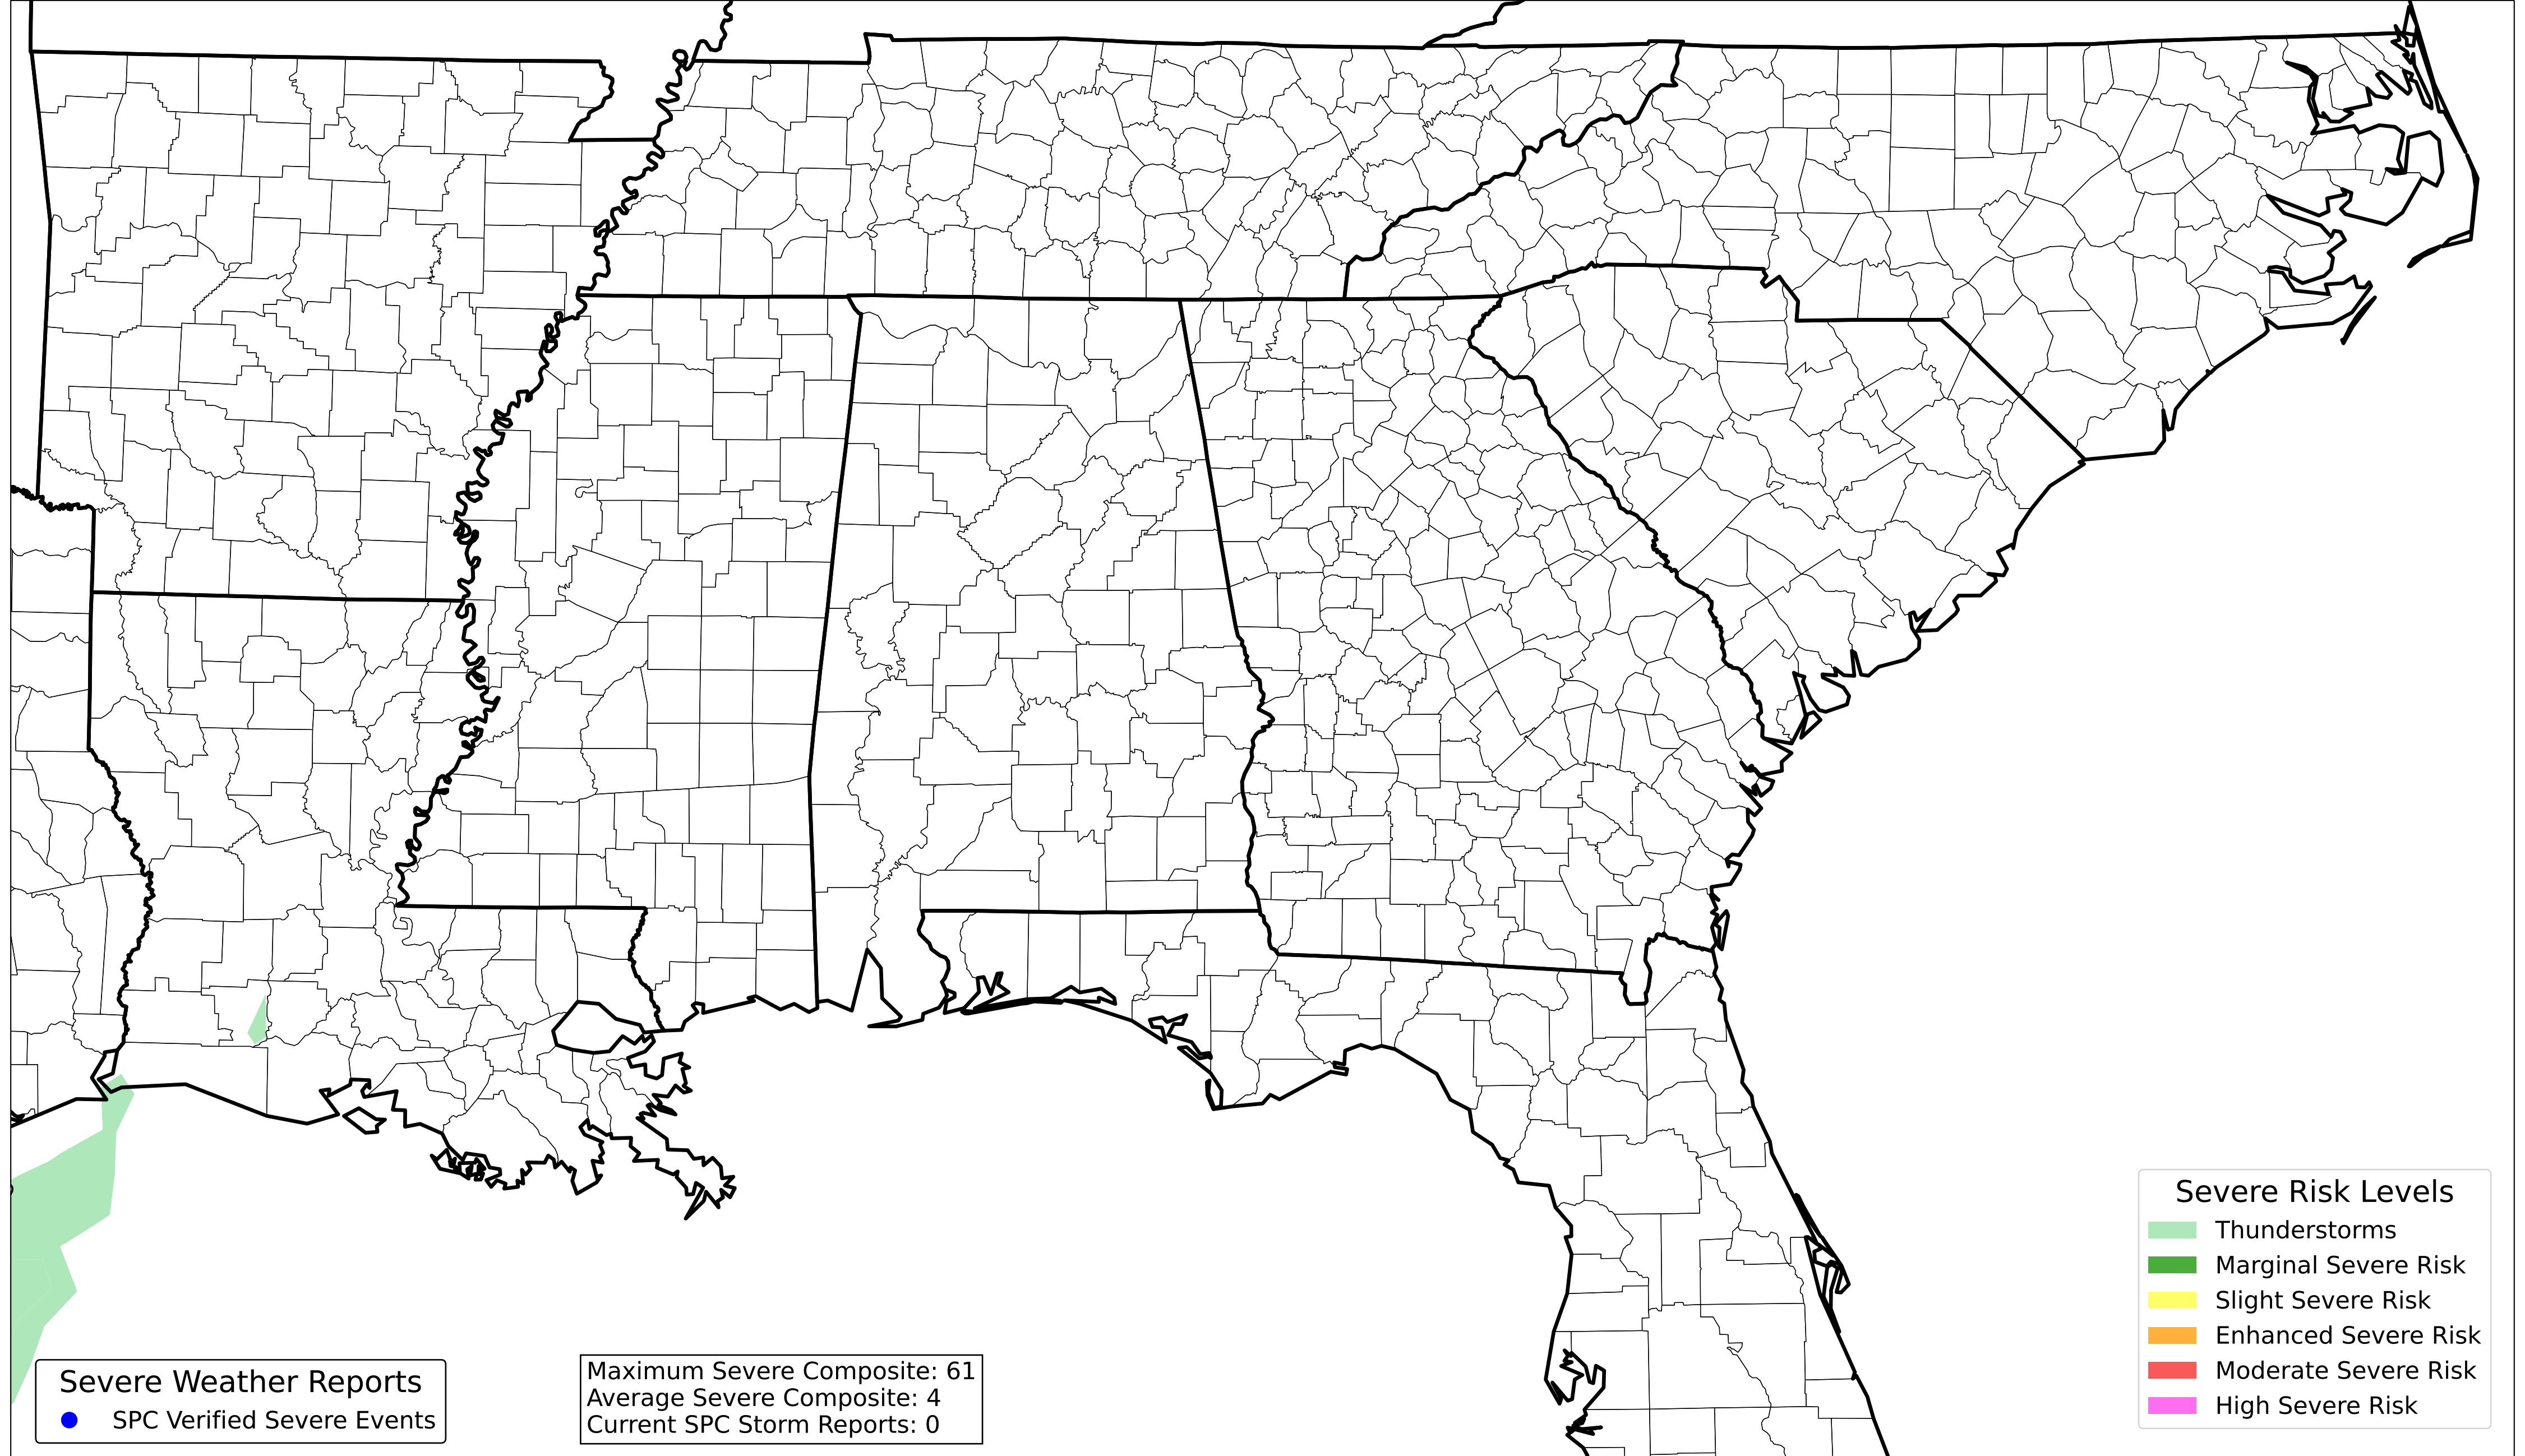 Severe Risk Levels
Thunderstorms
Marginal Severe Risk
Slight Severe Risk
Enhanced Severe Risk
Moderate Severe Risk
High Severe Risk
Severe Weather Reports
SPC Verified Severe Events
Maximum Severe Composite: 61
Average Severe Composite: 4
Current SPC Storm Reports: 0